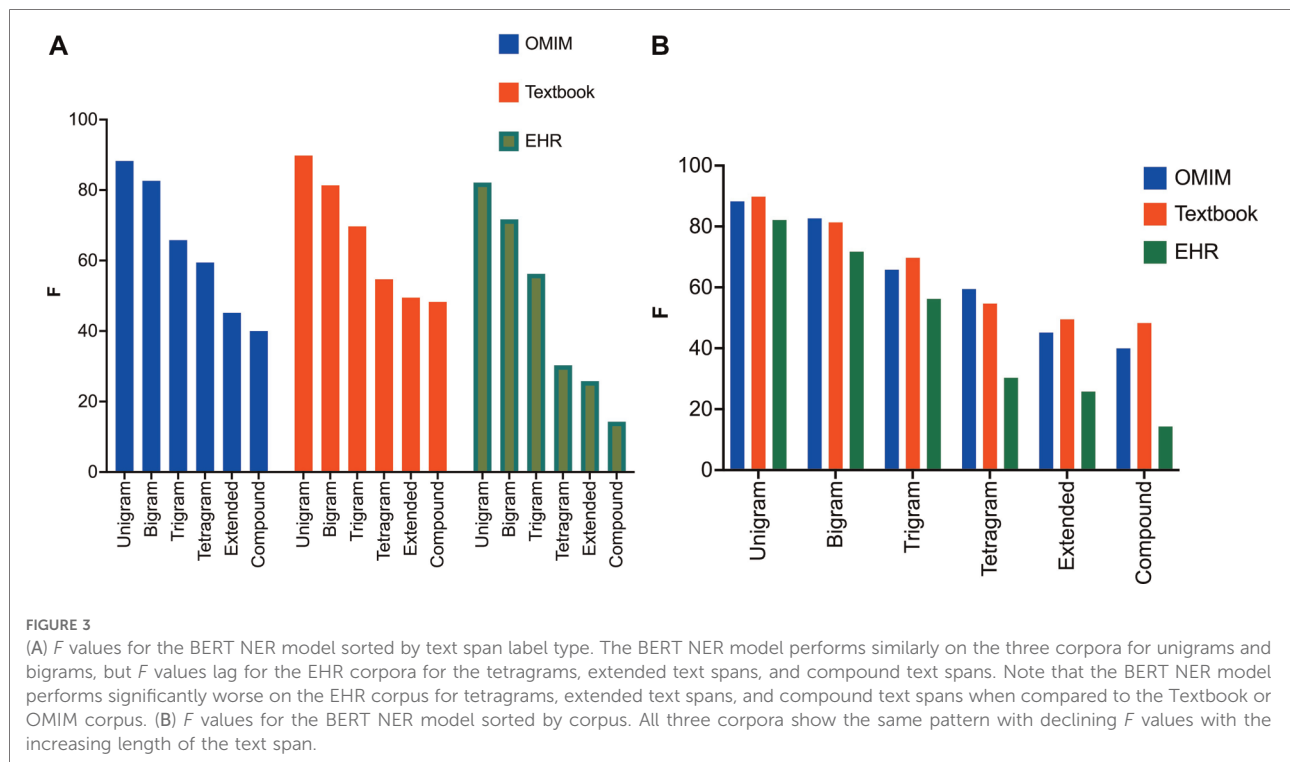 A
OMIM
Textbook
EHR
F
100
80
60
40
20
0
Unigram
Bigram
Trigram
Tetragram
Extended
Compound
Unigram
Bigram
Trigram
Tetragram
Extended
Compound
Unigram
Bigram
Trigram
Tetragram
Extended
Compound
B
OMIM
Textbook
EHR
F
100
80
60
40
20
0
Unigram
Bigram
Trigram
Tetragram
Extended
Compound
FIGURE 3
(A) F values for the BERT NER model sorted by text span label type. The BERT NER model performs similarly on the three corpora for unigrams and
bigrams, but F values lag for the EHR corpora for the tetragrams, extended text spans, and compound text spans. Note that the BERT NER model
performs significantly worse on the EHR corpus for tetragrams, extended text spans, and compound text spans when compared to the Textbook or
OMIM corpus. (B) F values for the BERT NER model sorted by corpus. All three corpora show the same pattern with declining F values with the
increasing length of the text span.